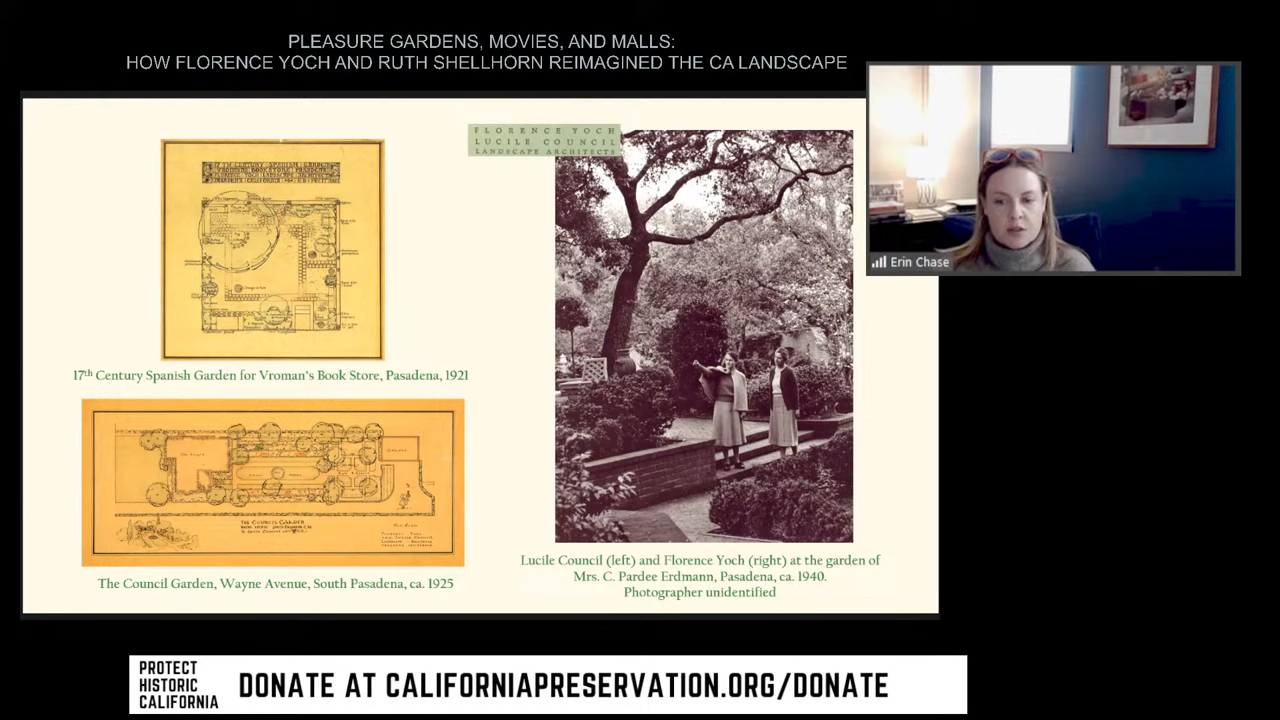 PLEASURE GARDENS, MOVIES, AND MALLS:
HOW FLORENCE YOCH AND RUTH SHELLHORN REIMAGINED THE CA LANDSCAPE
FLORENCE YOCH
LUCILE COUNCIL
LANDSCAPE ARCHITECTS
17th Century Spanish Garden for Vroman's Book Store, Pasadena, 1921
THE COUNCIL GARDEN
The Council Garden, Wayne Avenue, South Pasadena, ca. 1925
Lucile Council (left) and Florence Yoch (right) at the garden of
Mrs. C. Pardee Erdmann, Pasadena, ca. 1940.
Photographer unidentified
Erin Chase
PROTECT
HISTORIC
CALIFORNIA
DONATE AT CALIFORNIAPRESERVATION.ORG/DONATE